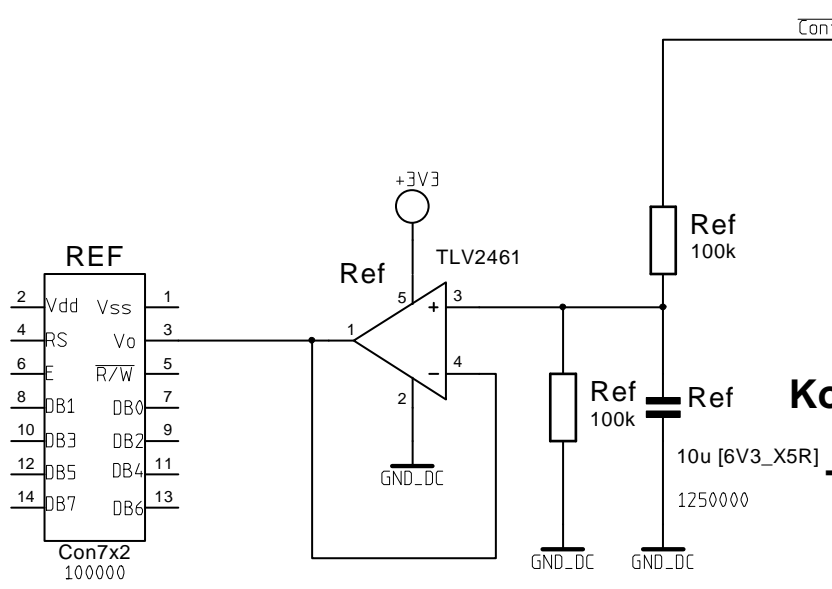 Con
+3V3
Ref
100k
REF
TLV2461
Ref
2 Vdd Vss 1
5 3
+
4 RS Vo 3
1
6 E R/W 5
- 4
8 DB1 DB0 7
2
Ref
100k
Ref
Ko
10 DB3 DB2 9
12 DB5 DB4 11
GND_DC
10u [6V3_X5R]
14 DB7 DB6 13
1250000
Con7x2
100000
GND_DC
GND_DC